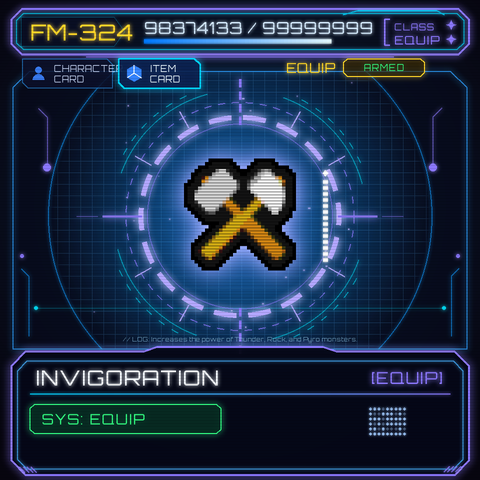 FM-324
98374133 / 99999999
CLASS
EQUIP
CHARACTER
CARD
ITEM
CARD
EQUIP
ARMED
// LOG: Increases the power of Thunder, Rock, and Pyro monsters.
INVIGORATION
[EQUIP]
SYS: EQUIP